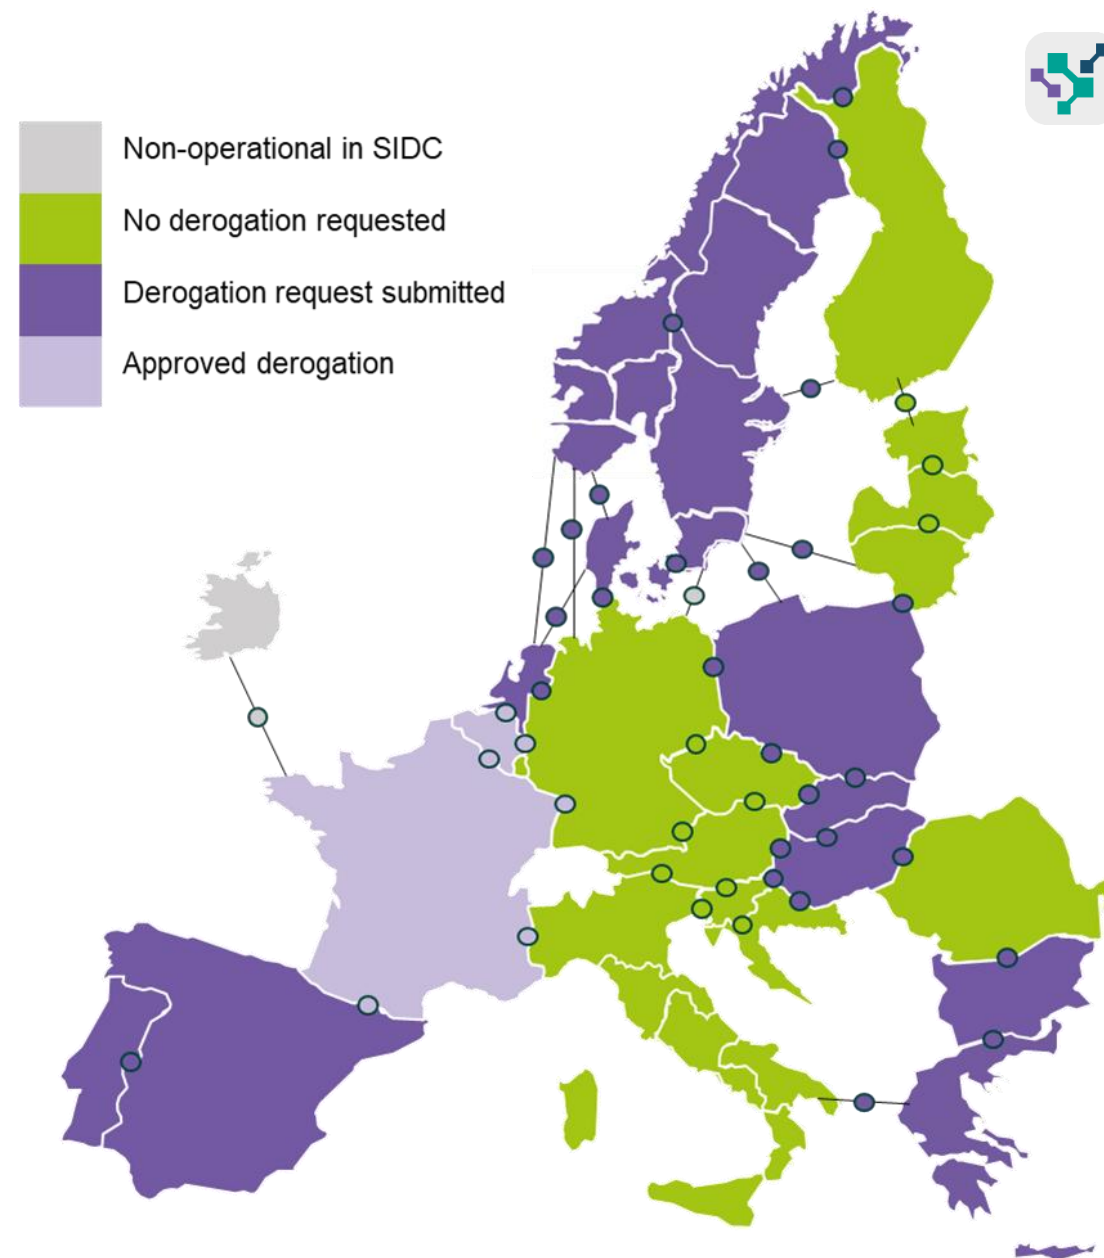 Non-operational in SIDC
No derogation requested
Derogation request submitted
Approved derogation